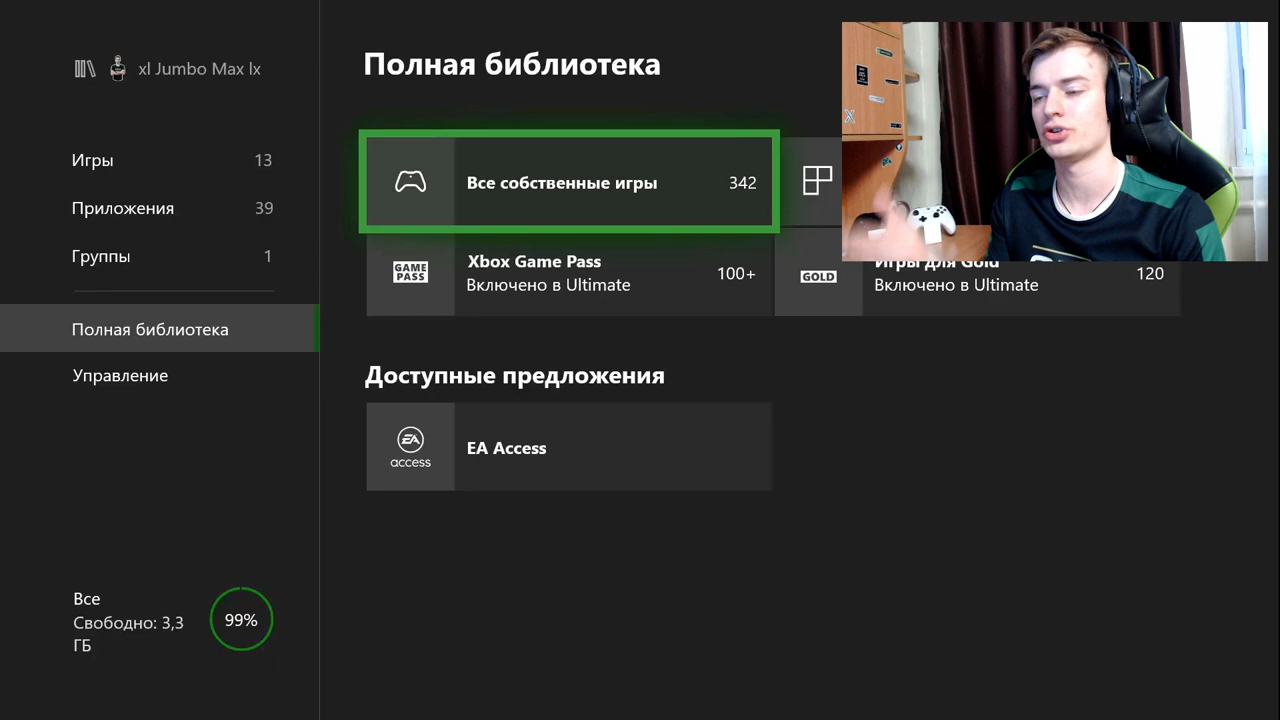 xl Jumbo Max lx
Игры 13
Приложения 39
Группы 1
Полная библиотека
Управление
Все
Свободно: 3,3
ГБ
99%
Полная библиотека
Все собственные игры 342
GAME
PASS
Xbox Game Pass
Включено в Ultimate
100+
GOLD
Игры для Gold
Включено в Ultimate
120
Доступные предложения
EA
access
EA Access